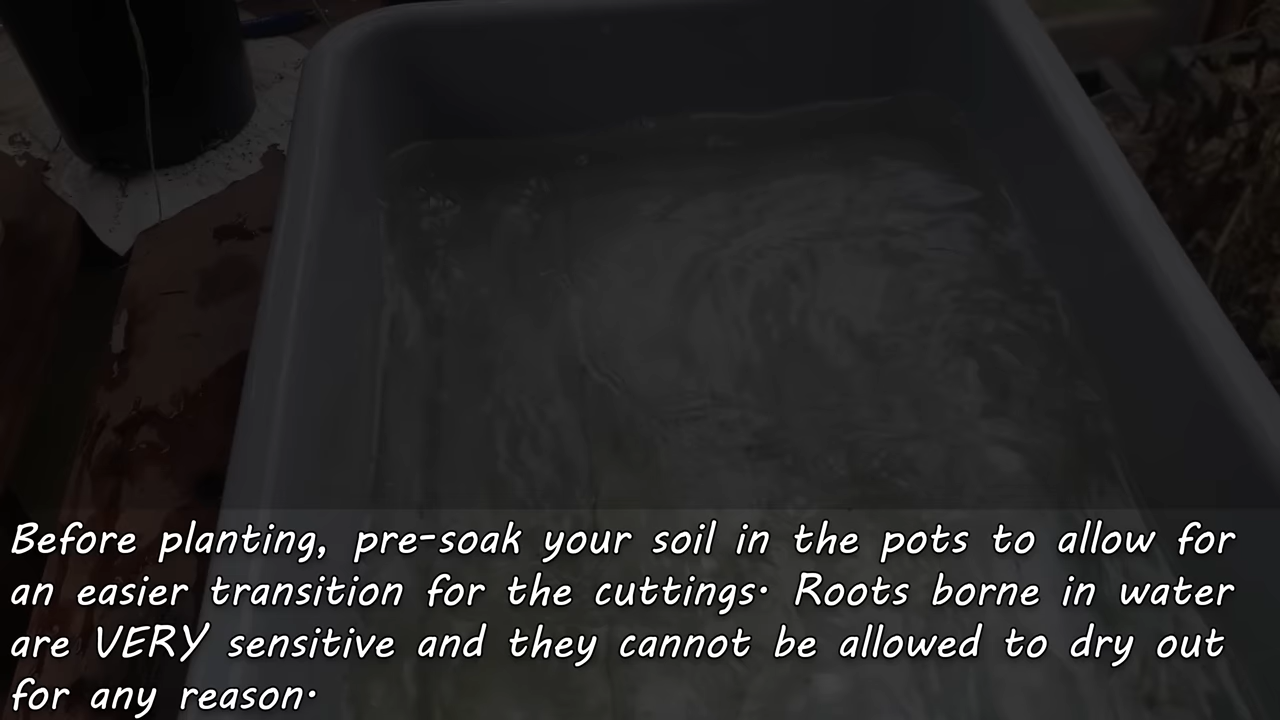 Before planting, pre-soak your soil in the pots to allow for
an easier transition for the cuttings. Roots borne in water
are VERY sensitive and they cannot be allowed to dry out
for any reason.